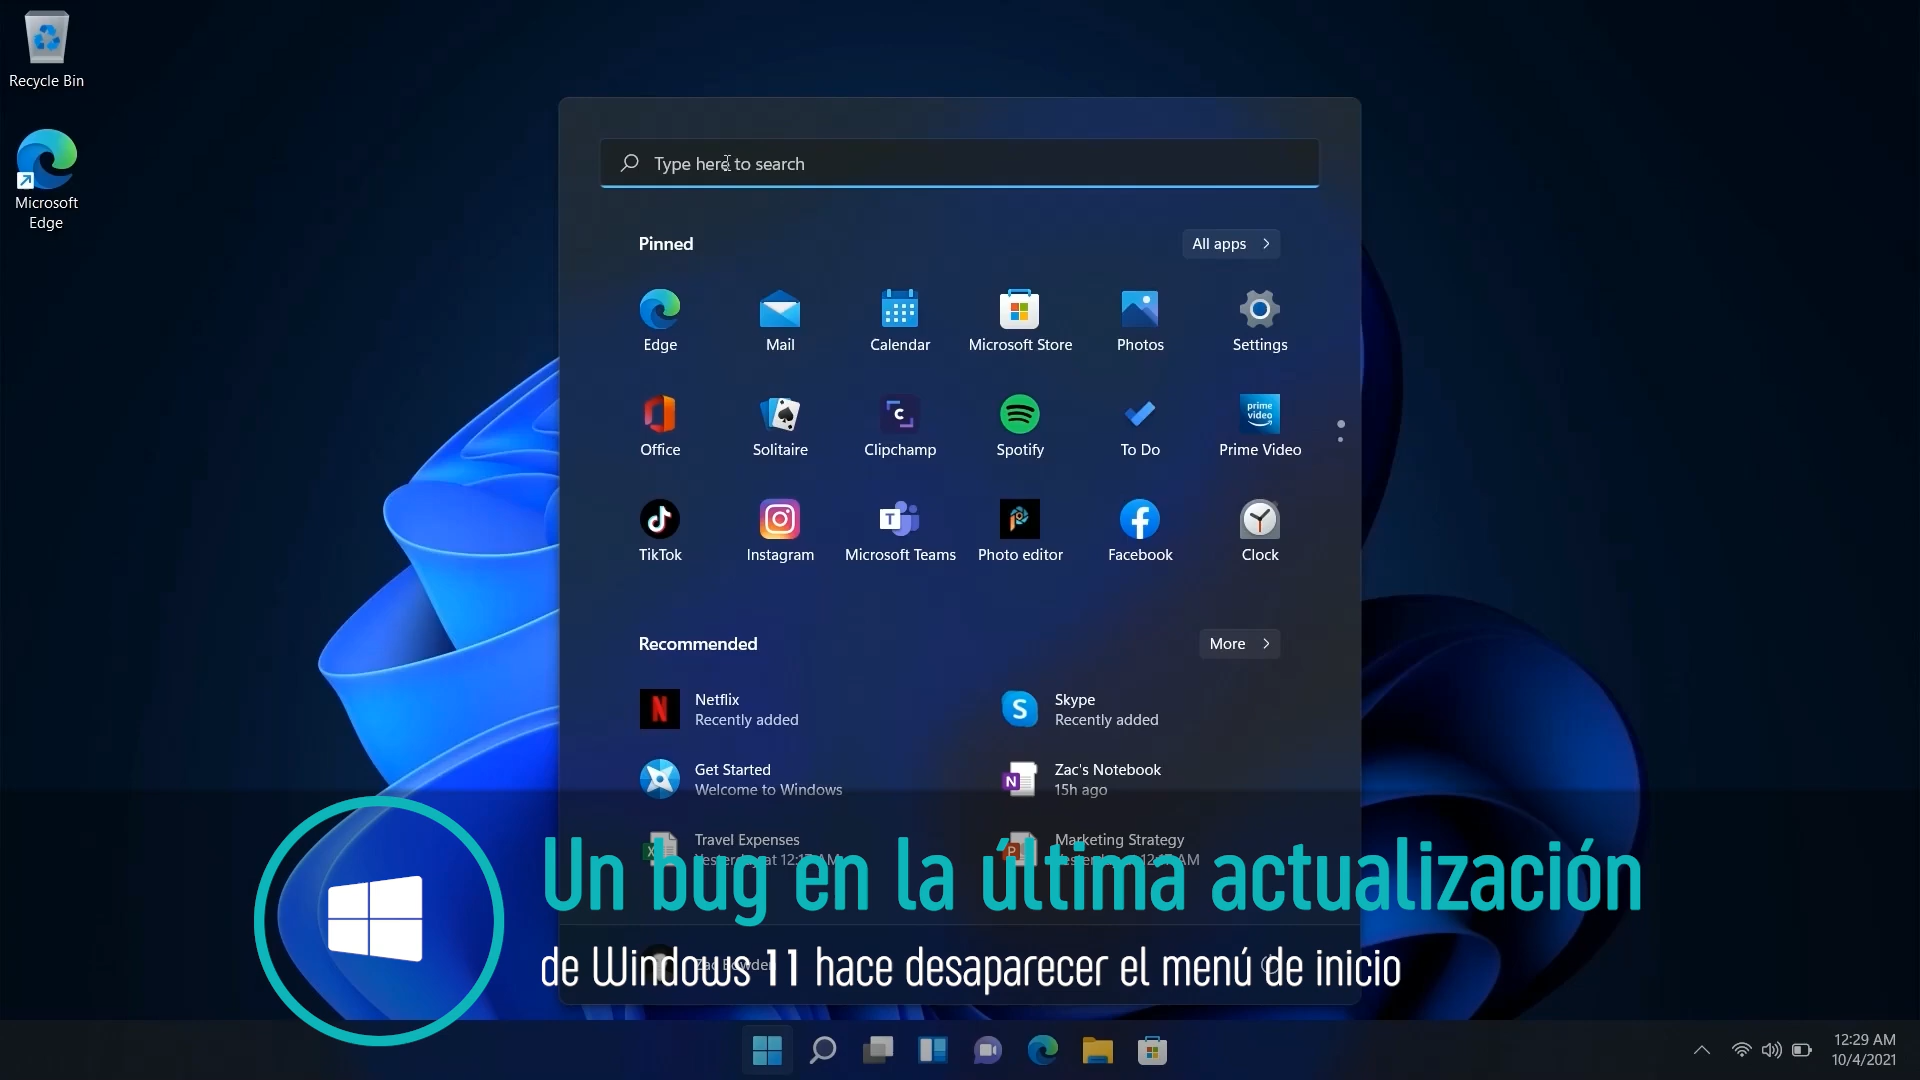 Recycle Bin
Microsoft
Edge
Type here to search
Pinned
All apps
Edge
Mail
Calendar
Microsoft Store
Photos
Settings
Office
Solitaire
Clipchamp
Spotify
To Do
prime
video
Prime Video
TikTok
Instagram
Microsoft Teams
Photo editor
Facebook
Clock
Recommended
More
Netflix
Recently added
Skype
Recently added
Get Started
Welcome to Windows
Zac's Notebook
15h ago
Travel Expenses
Marketing Strategy
Un bug en la última actualización
de Windows 11 hace desaparecer el menú de inicio
12:29 AM
10/4/2021